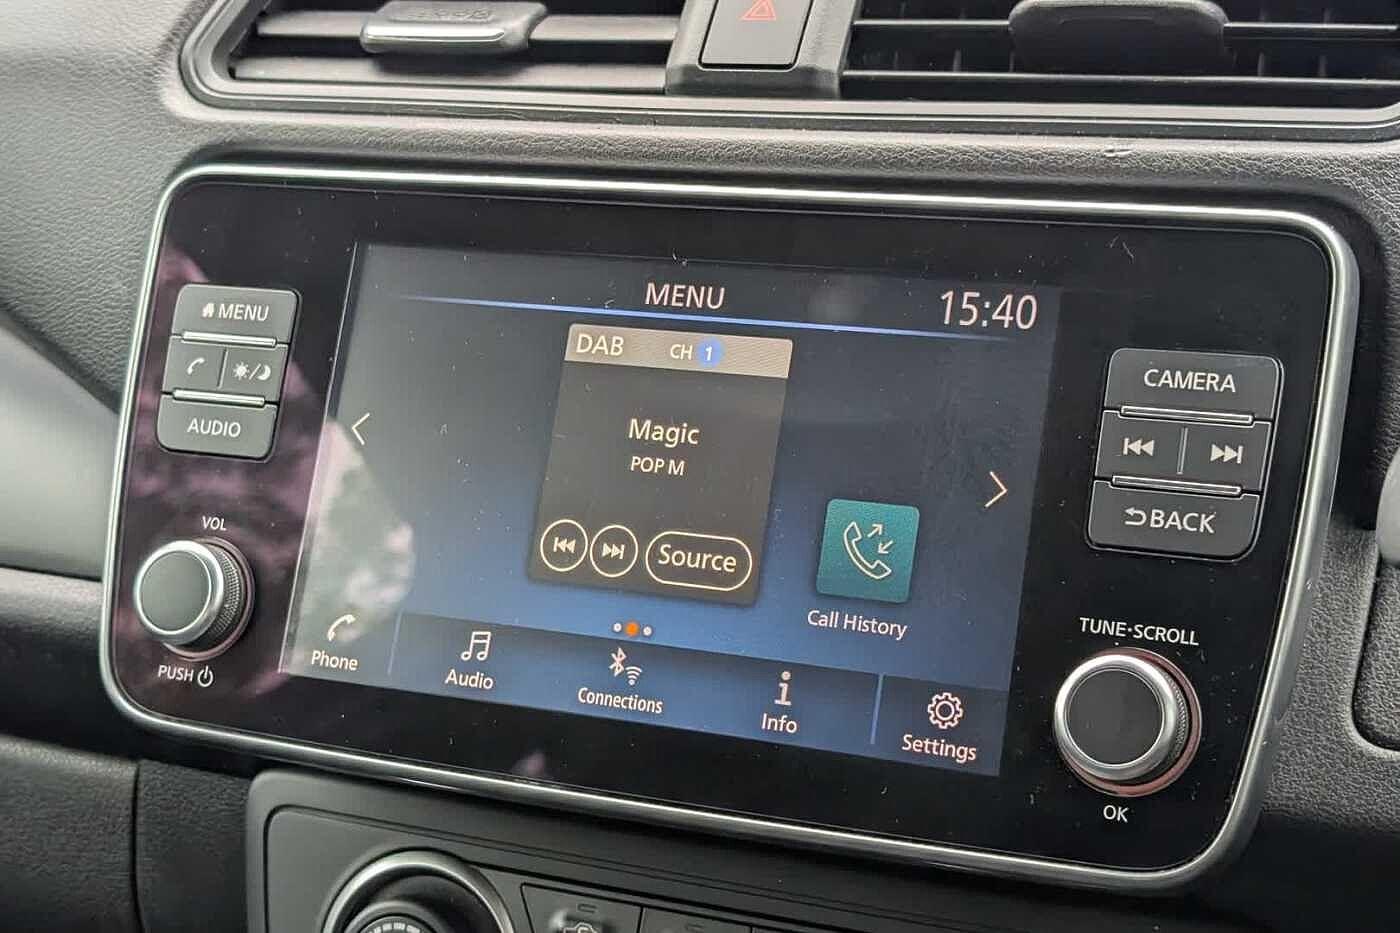 MENU
15:40
MENU
DAB
CH 1
AUDIO
CAMERA
Magic
POP M
BACK
Source
VOL
PUSH
Call History
TUNE·SCROLL
Phone
Audio
Connections
Info
Settings
OK